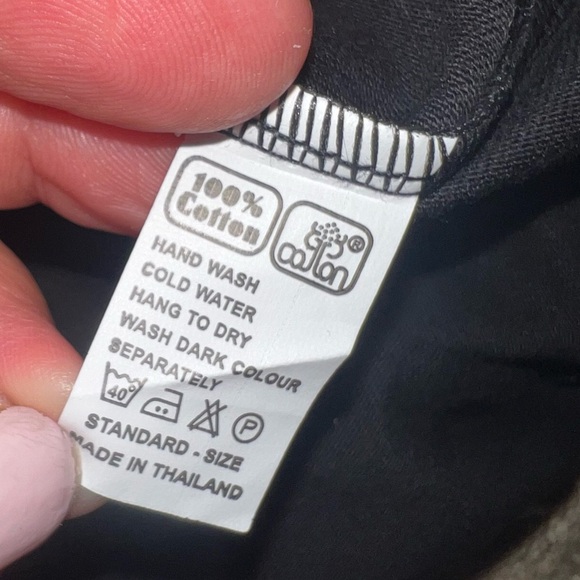 100%
Cotton
cotton®
HAND WASH
COLD WATER
HANG TO DRY
WASH DARK COLOUR
SEPARATELY
40° P
STANDARD - SIZE
MADE IN THAILAND